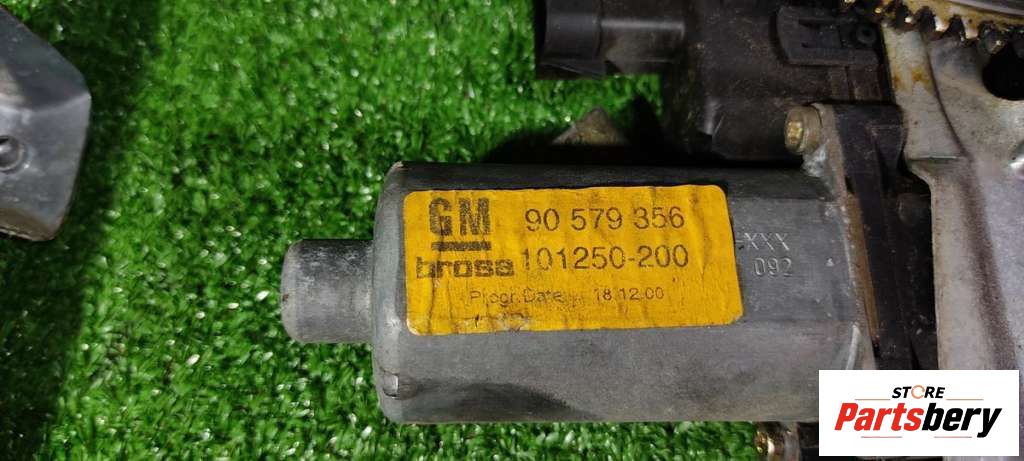 GM 90 579 356
brose 101250-200
Progr. Date 18.12.00
XXX
092
STORE
Partsbery